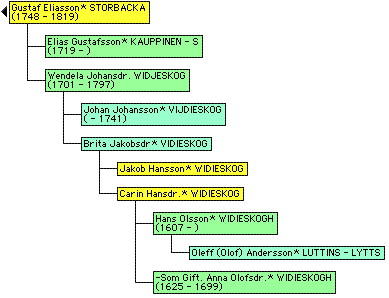 Gustaf Eliasson* STORBACKA
(1748 - 1819)
Elias Gustafsson* KAUPPINEN - S
(1719 - )
Wendela Johansdr. WIDJESKOG
(1701 - 1797)
Johan Johansson* VIJDIESKOG
( - 1741)
Brita Jakobsdr* VIDIESKOG
Jakob Hansson* WIDIESKOG
Carin Hansdr.* WIDIESKOG
Hans Olsson* WIDIESKOGH
(1607 - )
Oleff (Olof) Andersson* LUTTINS - LYTTS
-Som Gift. Anna Olofsdr.* WIDIESKOGH
(1625 - 1699)